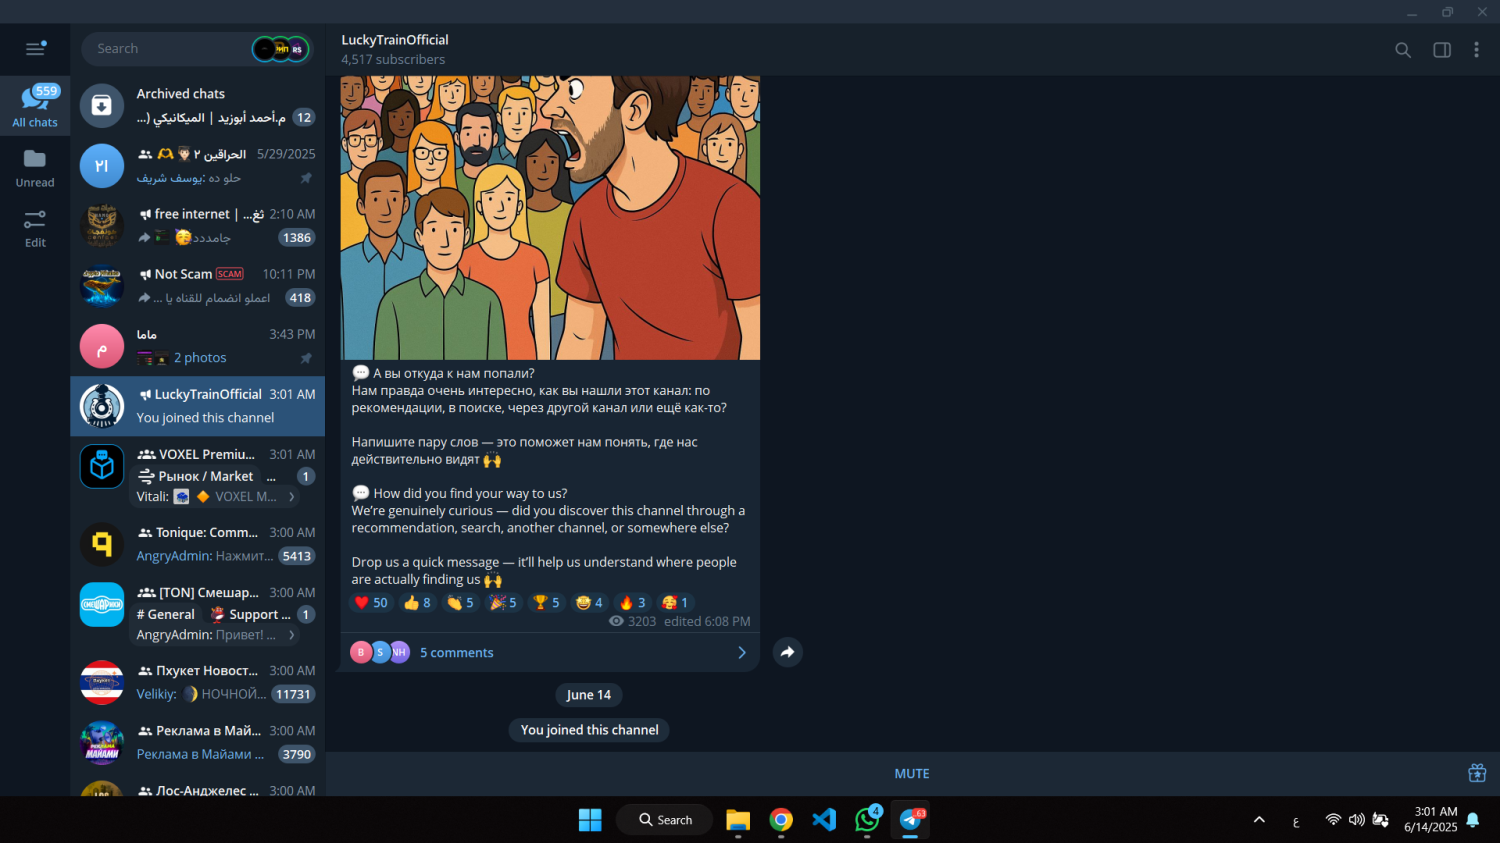 Search
RS
LuckyTrainOfficial
4,517 subscribers
559
All chats
Unread
Edit
Archived chats
م.أحمد أبوزيد | الميكانيكي (...
12
الحراقين ٢
5/29/2025
٢ا
يوسف شريف: حلو ده
free internet | ...نغ
2:10 AM
جامددد
1386
Not Scam SCAM
10:11 PM
اعملو انضمام للقناه يا ...
418
ماما
3:43 PM
م
2 photos
LuckyTrainOfficial
3:01 AM
You joined this channel
VOXEL Premiu...
3:01 AM
Рынок / Market ...
1
Vitali: 🔶 VOXEL M...
Tonique: Comm...
3:00 AM
AngryAdmin: Нажмит...
5413
[TON] Смешар...
3:00 AM
СМЕШАРИКИ
# General Support ...
1
AngryAdmin: Привет! ...
Пхукет Новост...
3:00 AM
Velikiy: 🌒 НОЧНОЙ...
11731
Реклама в Май...
3:00 AM
РЕКЛАМА
МАЙАМИ
Реклама в Майами ...
3790
Лос-Анджелес ...
3:00 AM
💬 А вы откуда к нам попали?
Нам правда очень интересно, как вы нашли этот канал: по
рекомендации, в поиске, через другой канал или ещё как-то?
Напишите пару слов — это поможет нам понять, где нас
действительно видят 🙌
💬 How did you find your way to us?
We're genuinely curious — did you discover this channel through a
recommendation, search, another channel, or somewhere else?
Drop us a quick message — it'll help us understand where people
are actually finding us 🙌
❤️ 50 👍 8 👏 5 🎉 5 🏆 5 🤩 4 🔥 3 🥰 1
3203 edited 6:08 PM
B S NH 5 comments
June 14
You joined this channel
MUTE
Search
4
63
ع
3:01 AM
6/14/2025